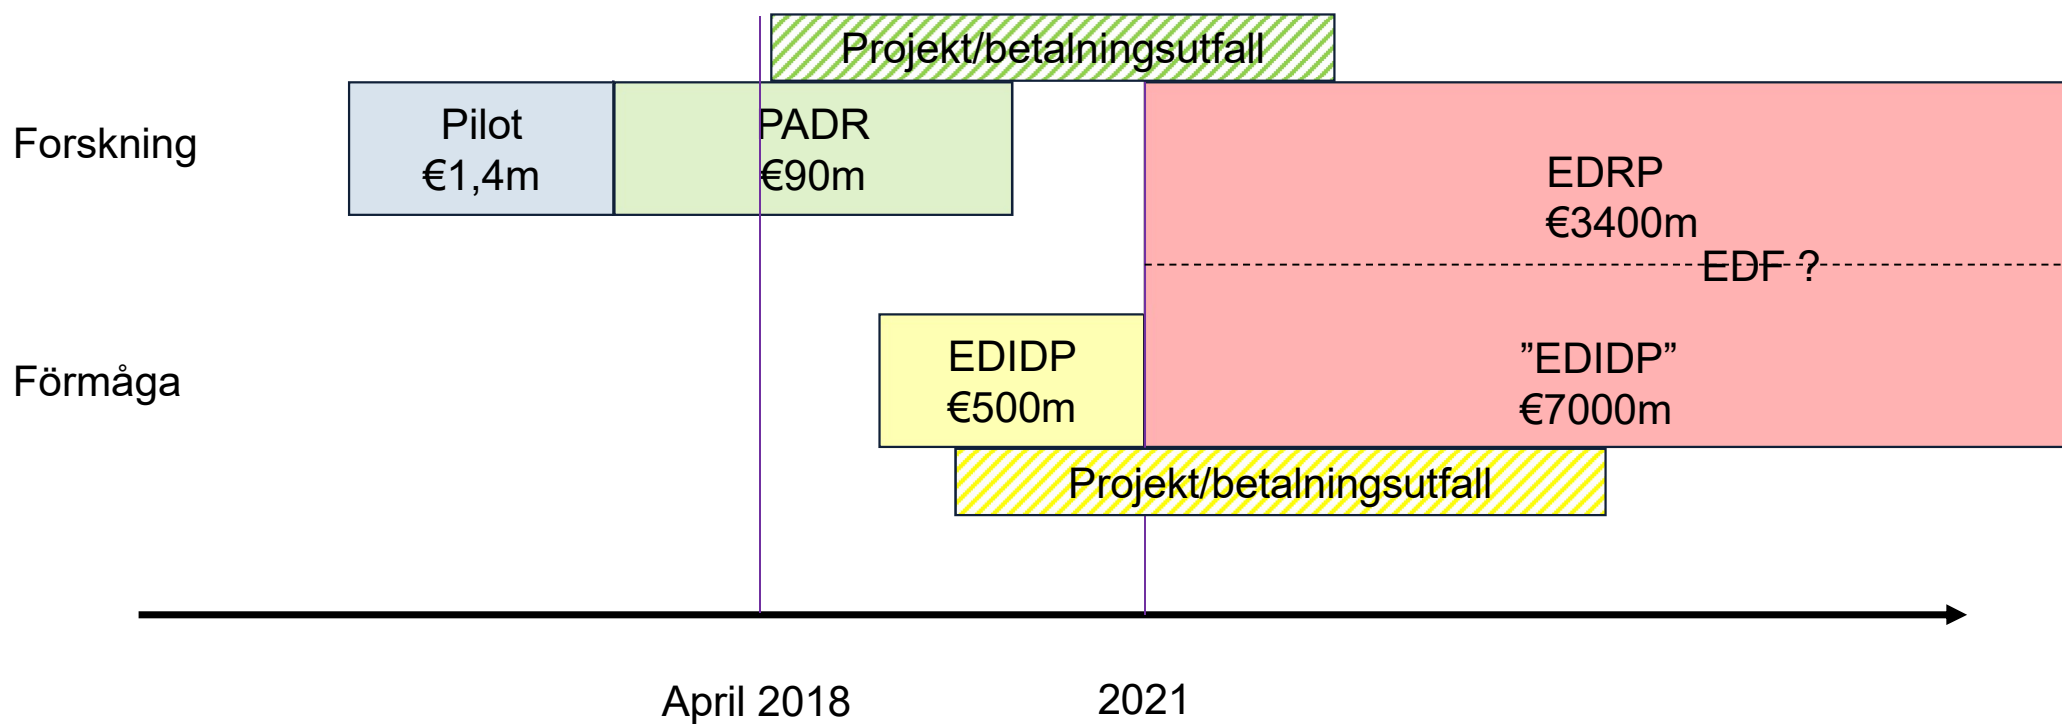 Projekt/betalningsutfall
Forskning
Pilot
€1,4m
PADR
€90m
EDRP
€3400m
EDF ?
Förmåga
EDIDP
€500m
”EDIDP”
€7000m
Projekt/betalningsutfall
April 2018
2021